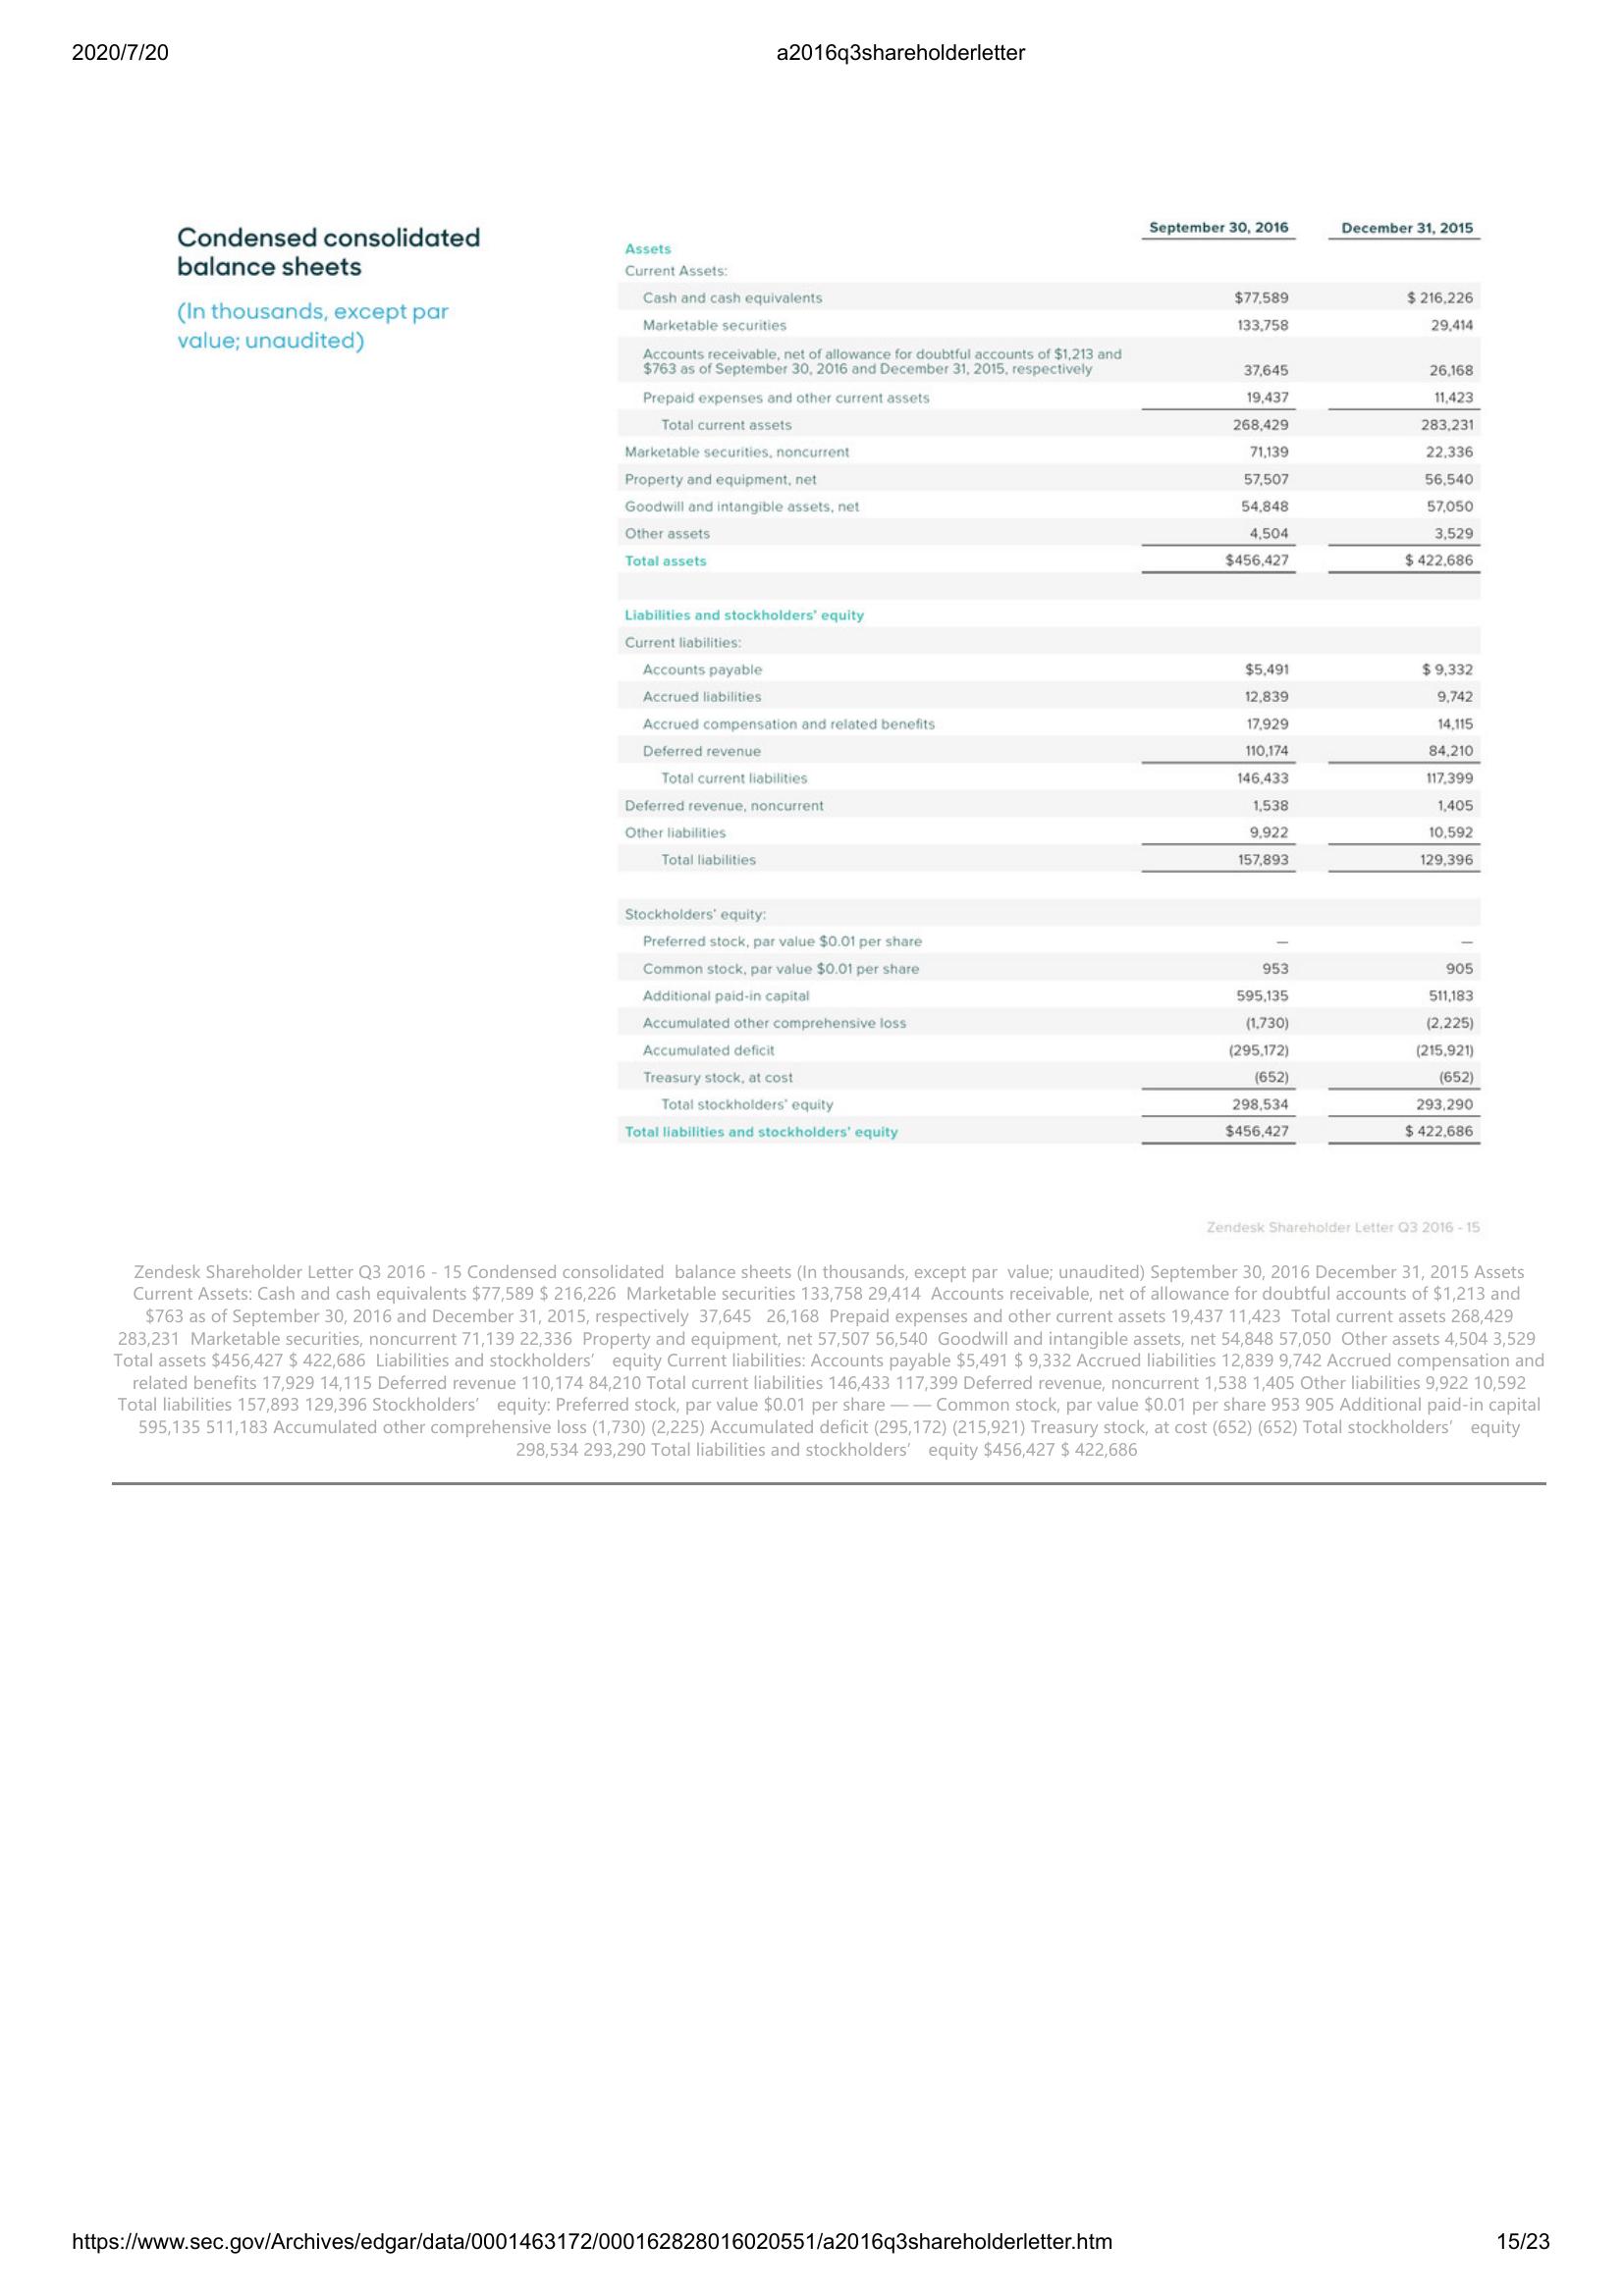 2020/7/20 a2016q3shareholderletter
Condensed consolidated
balance sheets
(In thousands, except par
value; unaudited)
September 30, 2016 December 31, 2015
Assets
Current Assets:
Cash and cash equivalents $77,589 $ 216,226
Marketable securities 133,758 29,414
Accounts receivable, net of allowance for doubtful accounts of $1,213 and
$763 as of September 30, 2016 and December 31, 2015, respectively 37,645 26,168
Prepaid expenses and other current assets 19,437 11,423
Total current assets 268,429 283,231
Marketable securities, noncurrent 71,139 22,336
Property and equipment, net 57,507 56,540
Goodwill and intangible assets, net 54,848 57,050
Other assets 4,504 3,529
Total assets $456,427 $ 422,686
Liabilities and stockholders' equity
Current liabilities:
Accounts payable $5,491 $ 9,332
Accrued liabilities 12,839 9,742
Accrued compensation and related benefits 17,929 14,115
Deferred revenue 110,174 84,210
Total current liabilities 146,433 117,399
Deferred revenue, noncurrent 1,538 1,405
Other liabilities 9,922 10,592
Total liabilities 157,893 129,396
Stockholders' equity:
Preferred stock, par value $0.01 per share — —
Common stock, par value $0.01 per share 953 905
Additional paid-in capital 595,135 511,183
Accumulated other comprehensive loss (1,730) (2,225)
Accumulated deficit (295,172) (215,921)
Treasury stock, at cost (652) (652)
Total stockholders' equity 298,534 293,290
Total liabilities and stockholders' equity $456,427 $ 422,686
Zendesk Shareholder Letter Q3 2016 - 15
Zendesk Shareholder Letter Q3 2016 - 15 Condensed consolidated balance sheets (In thousands, except par value; unaudited) September 30, 2016 December 31, 2015 Assets
Current Assets: Cash and cash equivalents $77,589 $ 216,226 Marketable securities 133,758 29,414 Accounts receivable, net of allowance for doubtful accounts of $1,213 and
$763 as of September 30, 2016 and December 31, 2015, respectively 37,645 26,168 Prepaid expenses and other current assets 19,437 11,423 Total current assets 268,429
283,231 Marketable securities, noncurrent 71,139 22,336 Property and equipment, net 57,507 56,540 Goodwill and intangible assets, net 54,848 57,050 Other assets 4,504 3,529
Total assets $456,427 $ 422,686 Liabilities and stockholders' equity Current liabilities: Accounts payable $5,491 $ 9,332 Accrued liabilities 12,839 9,742 Accrued compensation and
related benefits 17,929 14,115 Deferred revenue 110,174 84,210 Total current liabilities 146,433 117,399 Deferred revenue, noncurrent 1,538 1,405 Other liabilities 9,922 10,592
Total liabilities 157,893 129,396 Stockholders' equity: Preferred stock, par value $0.01 per share — — Common stock, par value $0.01 per share 953 905 Additional paid-in capital
595,135 511,183 Accumulated other comprehensive loss (1,730) (2,225) Accumulated deficit (295,172) (215,921) Treasury stock, at cost (652) (652) Total stockholders' equity
298,534 293,290 Total liabilities and stockholders' equity $456,427 $ 422,686
https://www.sec.gov/Archives/edgar/data/0001463172/000162828016020551/a2016q3shareholderletter.htm 15/23